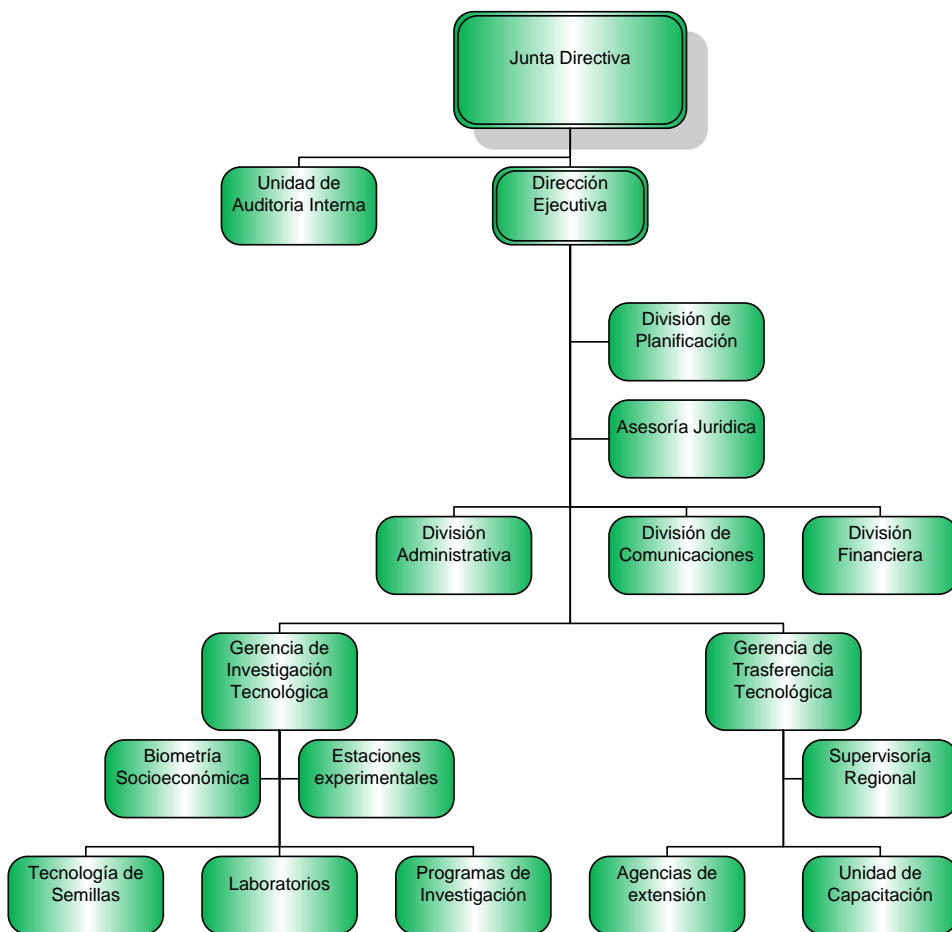 Junta Directiva
Unidad de
Auditoria Interna
Dirección
Ejecutiva
División de
Planificación
Asesoría Juridica
División
Administrativa
División de
Comunicaciones
División
Financiera
Gerencia de
Investigación
Tecnológica
Gerencia de
Trasferencia
Tecnológica
Biometría
Socioeconómica
Estaciones
experimentales
Supervisoría
Regional
Tecnología de
Semillas
Laboratorios
Programas de
Investigación
Agencias de
extensión
Unidad de
Capacitación